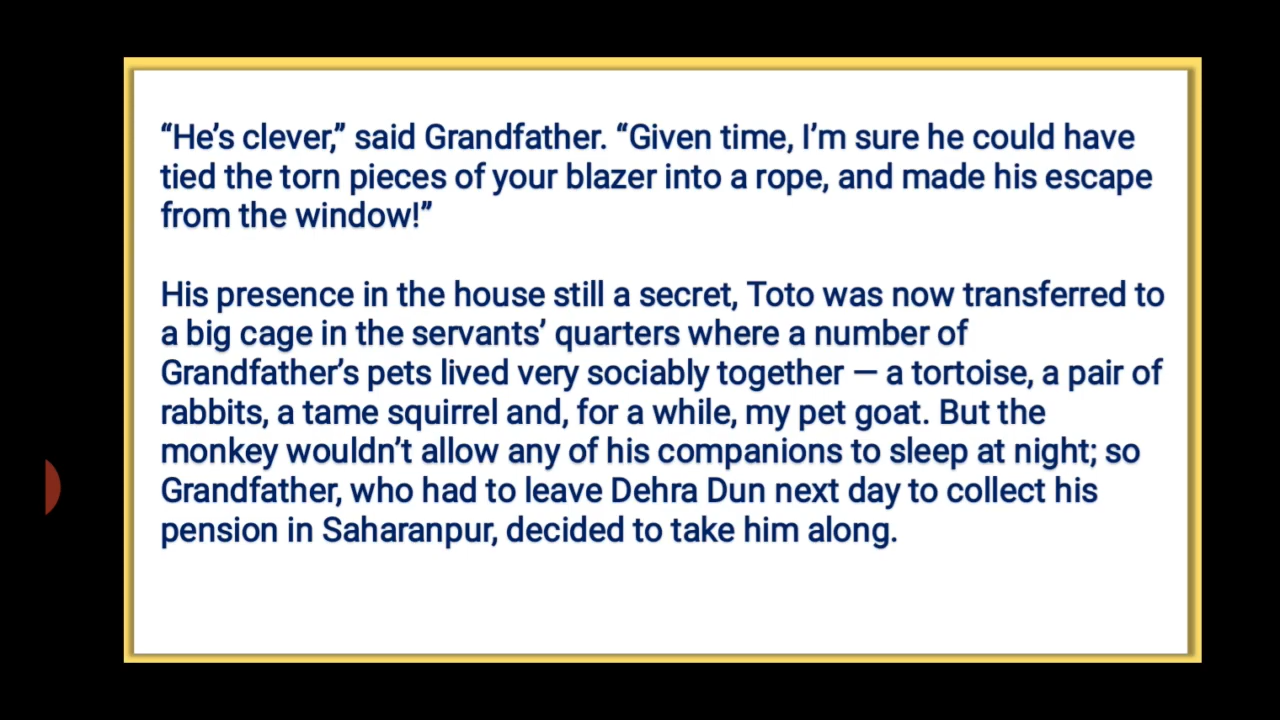 “He’s clever,” said Grandfather. “Given time, I’m sure he could have
tied the torn pieces of your blazer into a rope, and made his escape
from the window!”
His presence in the house still a secret, Toto was now transferred to
a big cage in the servants’ quarters where a number of
Grandfather’s pets lived very sociably together — a tortoise, a pair of
rabbits, a tame squirrel and, for a while, my pet goat. But the
monkey wouldn’t allow any of his companions to sleep at night; so
Grandfather, who had to leave Dehra Dun next day to collect his
pension in Saharanpur, decided to take him along.